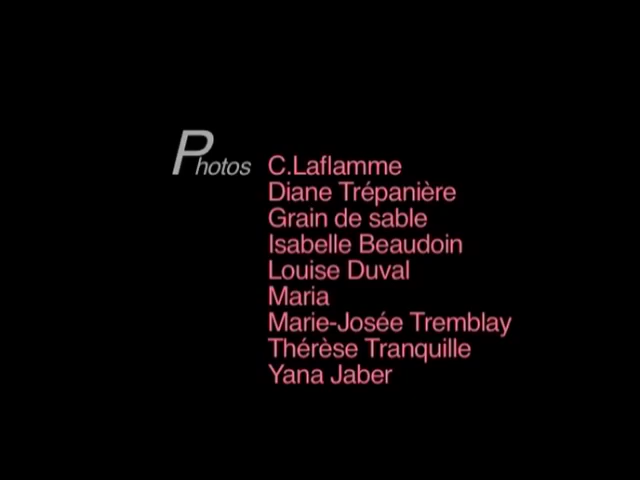 Photos C.Laflamme
Diane Trépanière
Grain de sable
Isabelle Beaudoin
Louise Duval
Maria
Marie-Josée Tremblay
Thérèse Tranquille
Yana Jaber